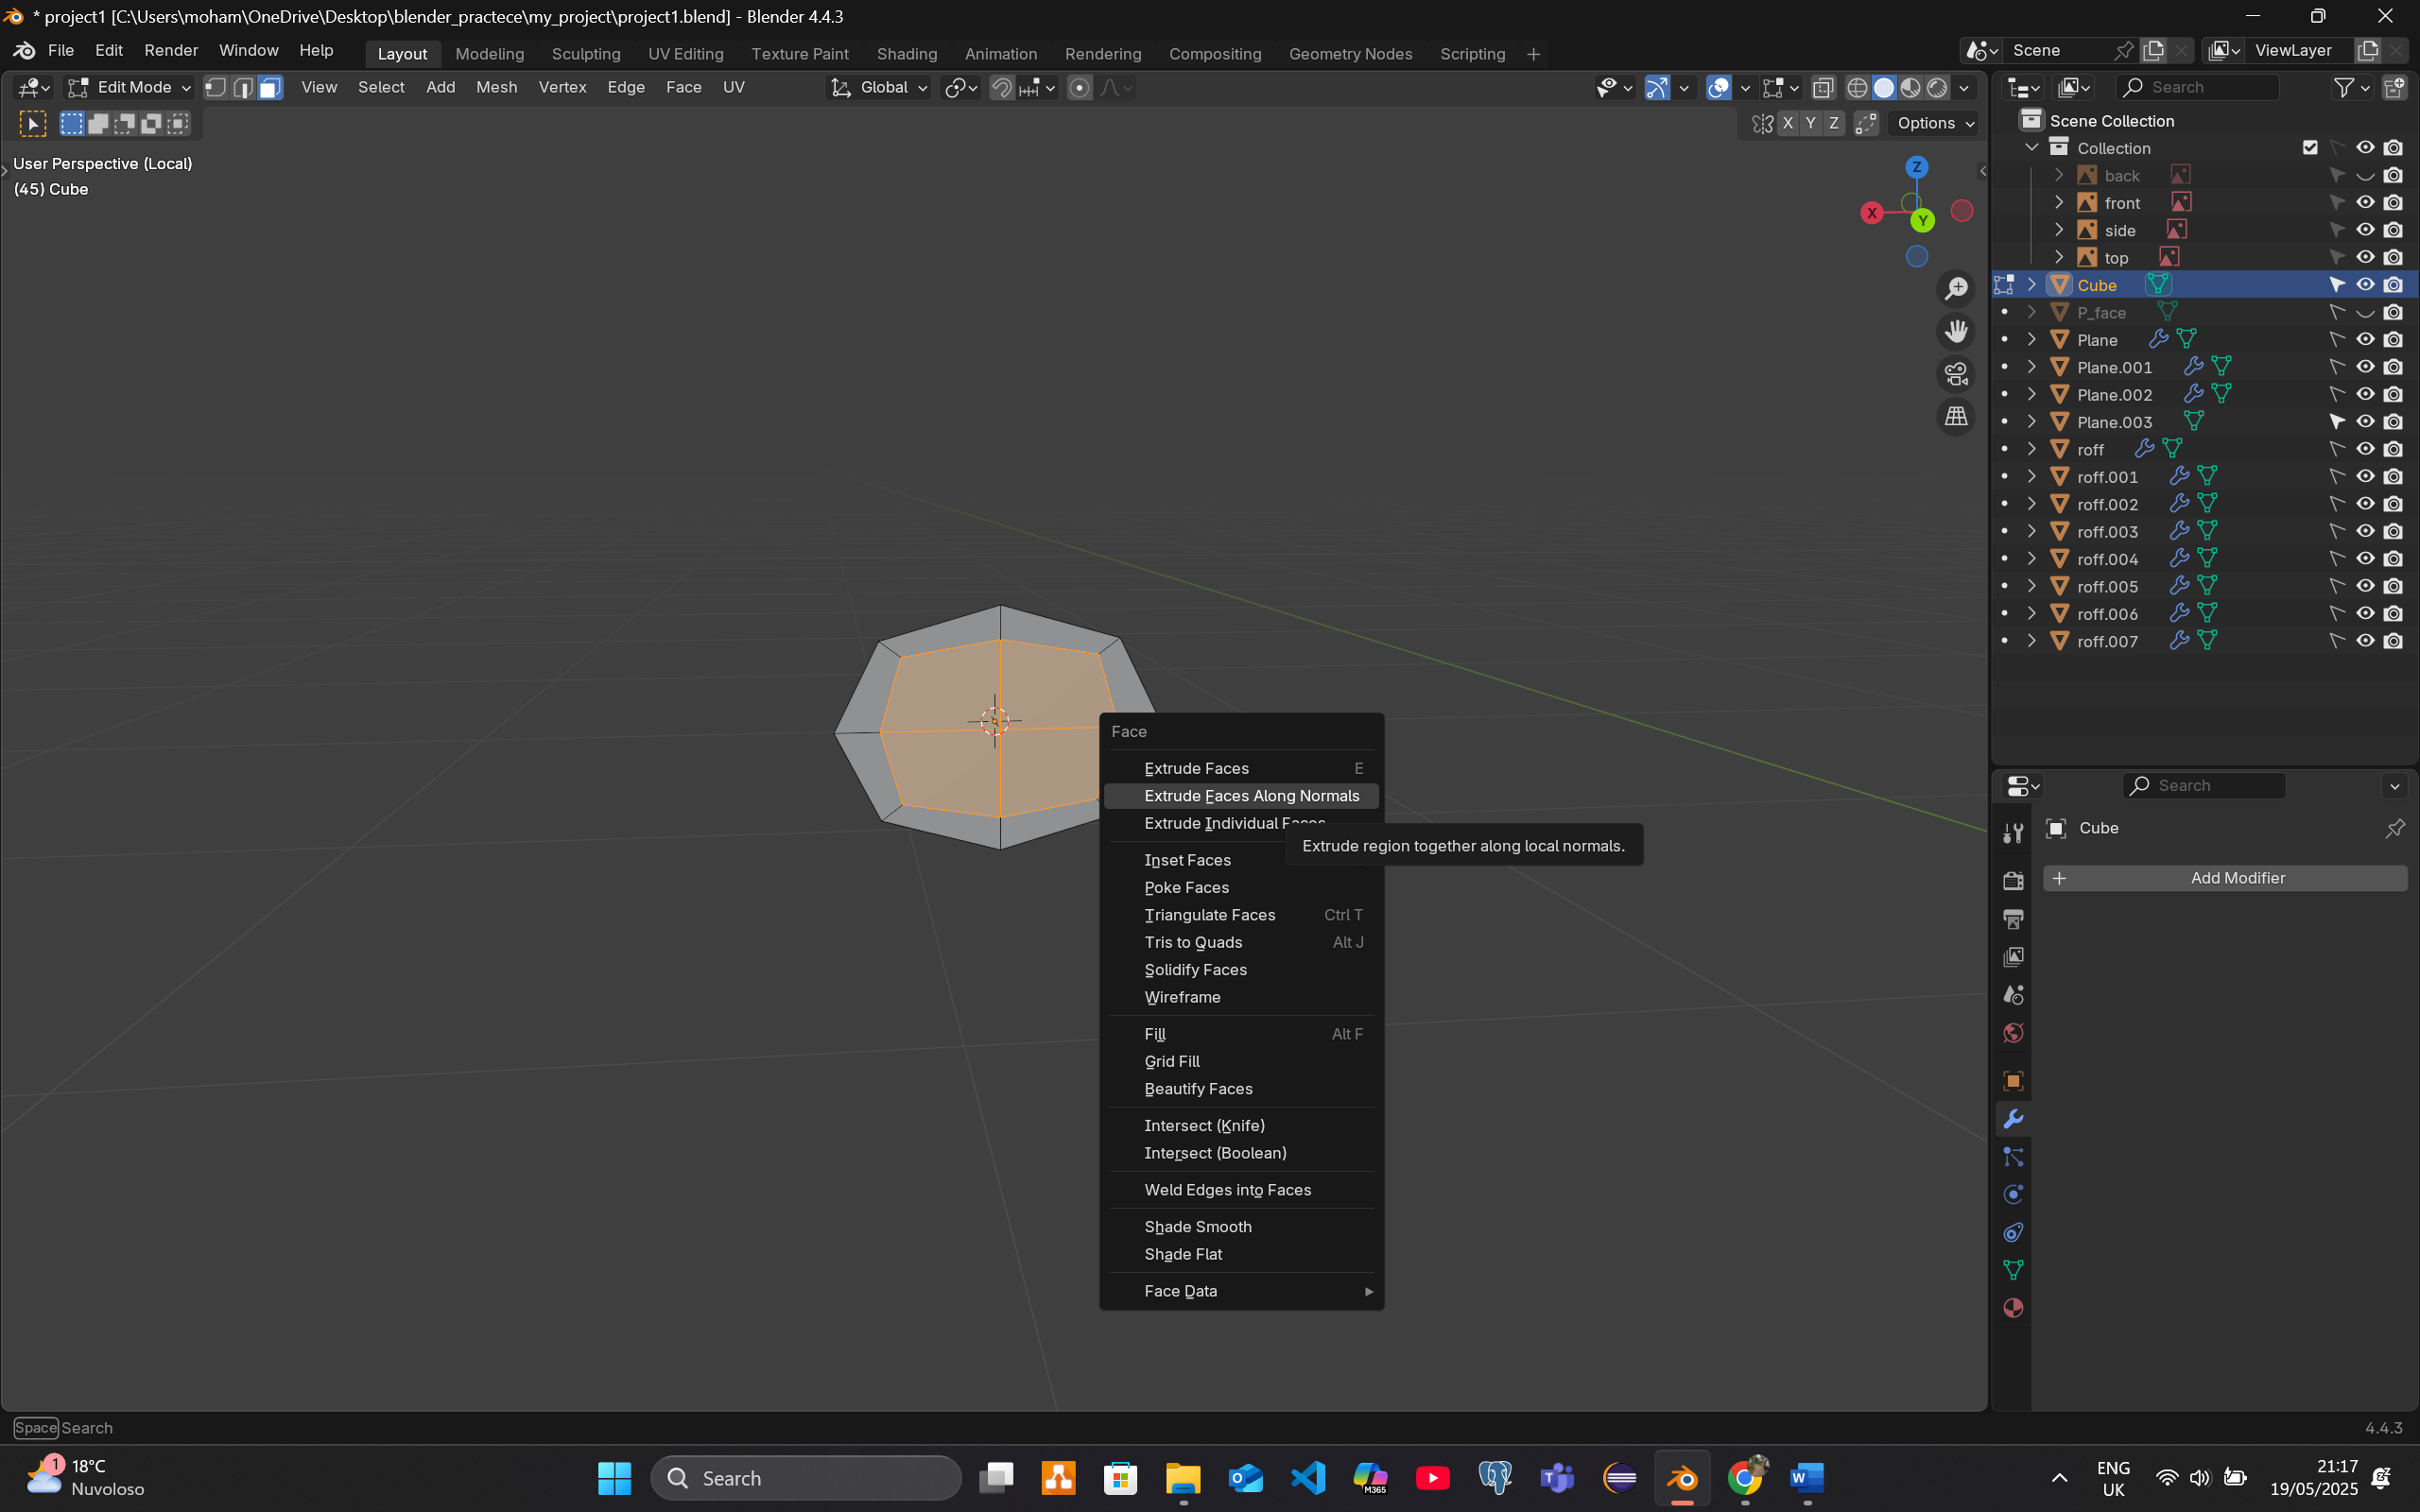 * project1 [C:\Users\moham\OneDrive\Desktop\blender_practece\my_project\project1.blend] - Blender 4.4.3
File Edit Render Window Help Layout Modeling Sculpting UV Editing Texture Paint Shading Animation Rendering Compositing Geometry Nodes Scripting + Scene ViewLayer
Edit Mode View Select Add Mesh Vertex Edge Face UV Global Search
X Y Z Options
User Perspective (Local)
(45) Cube
Z
X
Y
Scene Collection
Collection
back
front
side
top
Cube
P_face
Plane
Plane.001
Plane.002
Plane.003
roff
roff.001
roff.002
roff.003
roff.004
roff.005
roff.006
roff.007
Face
Extrude Faces E
Extrude Faces Along Normals
Extrude Individual Faces
Extrude region together along local normals.
Inset Faces
Poke Faces
Triangulate Faces Ctrl T
Tris to Quads Alt J
Solidify Faces
Wireframe
Fill Alt F
Grid Fill
Beautify Faces
Intersect (Knife)
Intersect (Boolean)
Weld Edges into Faces
Shade Smooth
Shade Flat
Face Data
Search
Cube
+ Add Modifier
Space Search
4.4.3
1
18°C
Nuvoloso
Search
M365
ENG
UK
21:17
19/05/2025